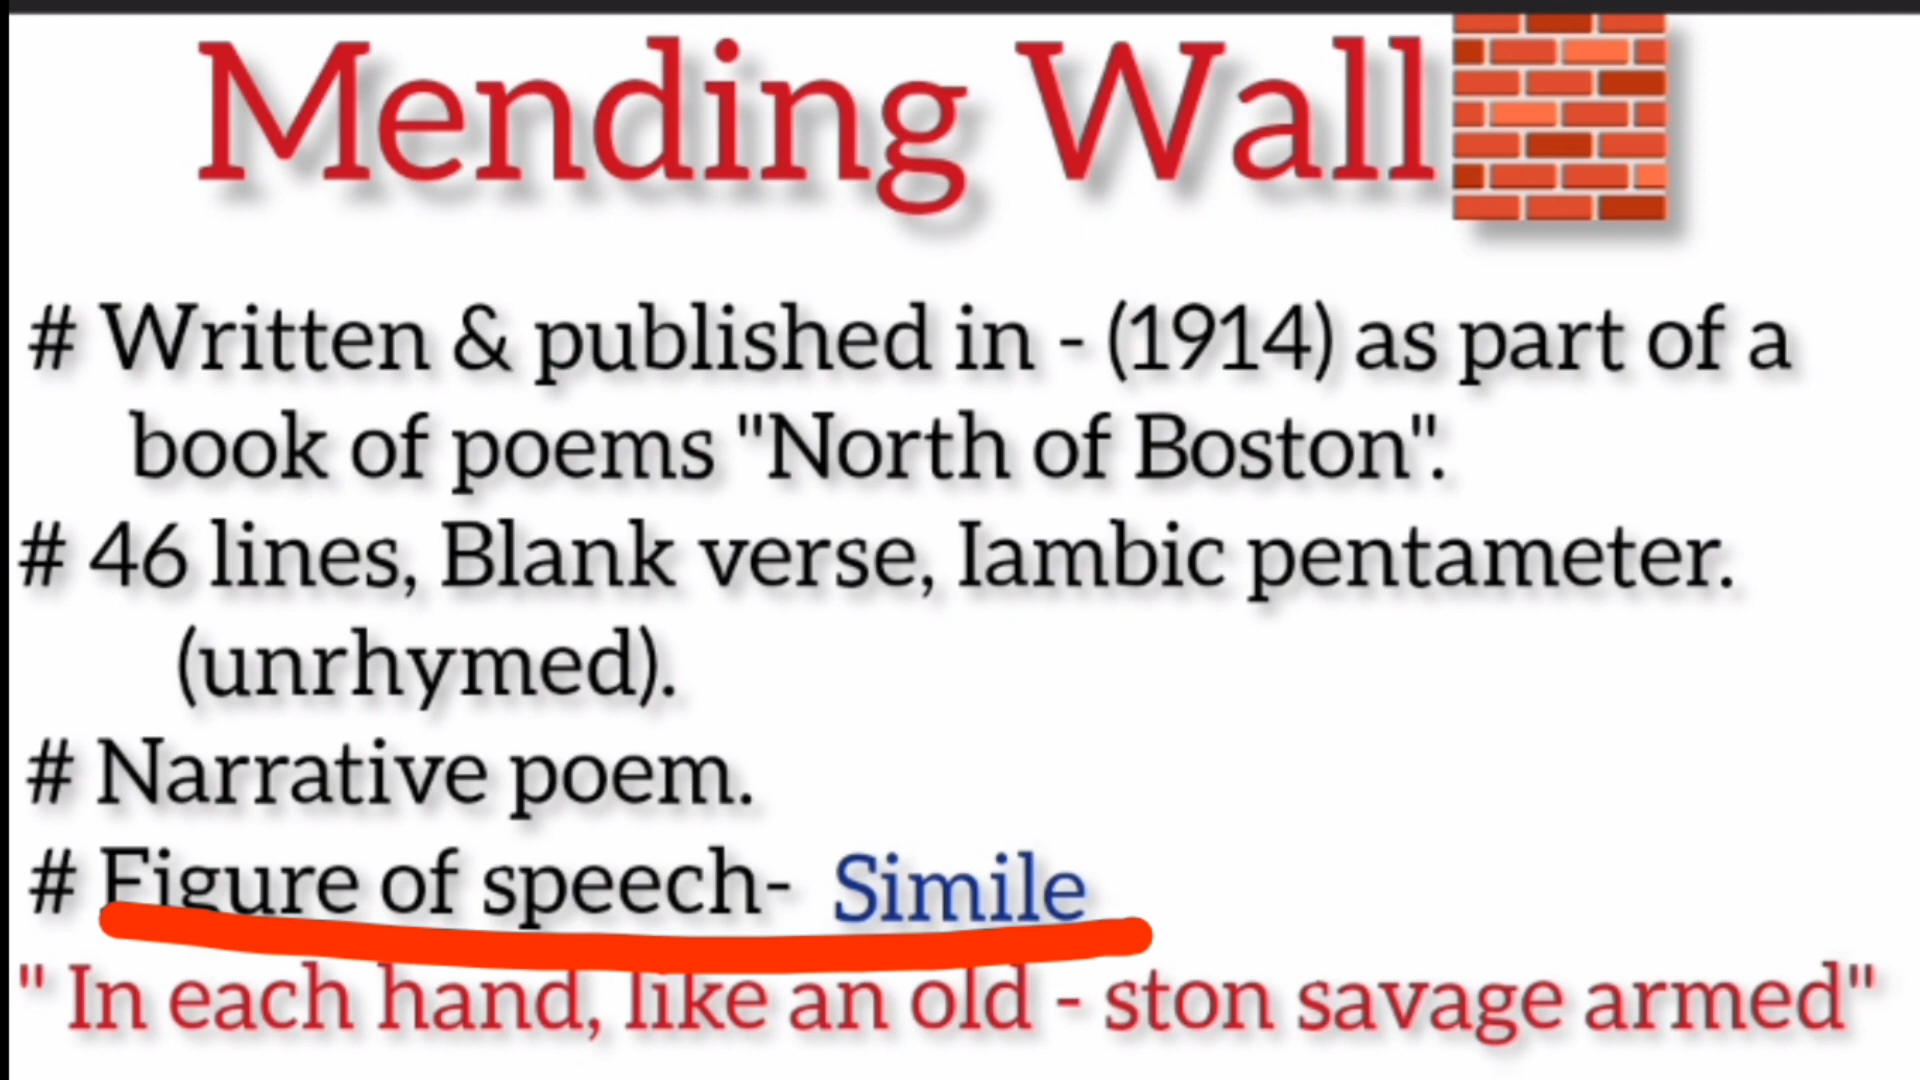 Mending Wall
# Written & published in - (1914) as part of a
book of poems "North of Boston".
# 46 lines, Blank verse, Iambic pentameter.
(unrhymed).
# Narrative poem.
# Figure of speech- Simile
" In each hand, like an old - ston savage armed"